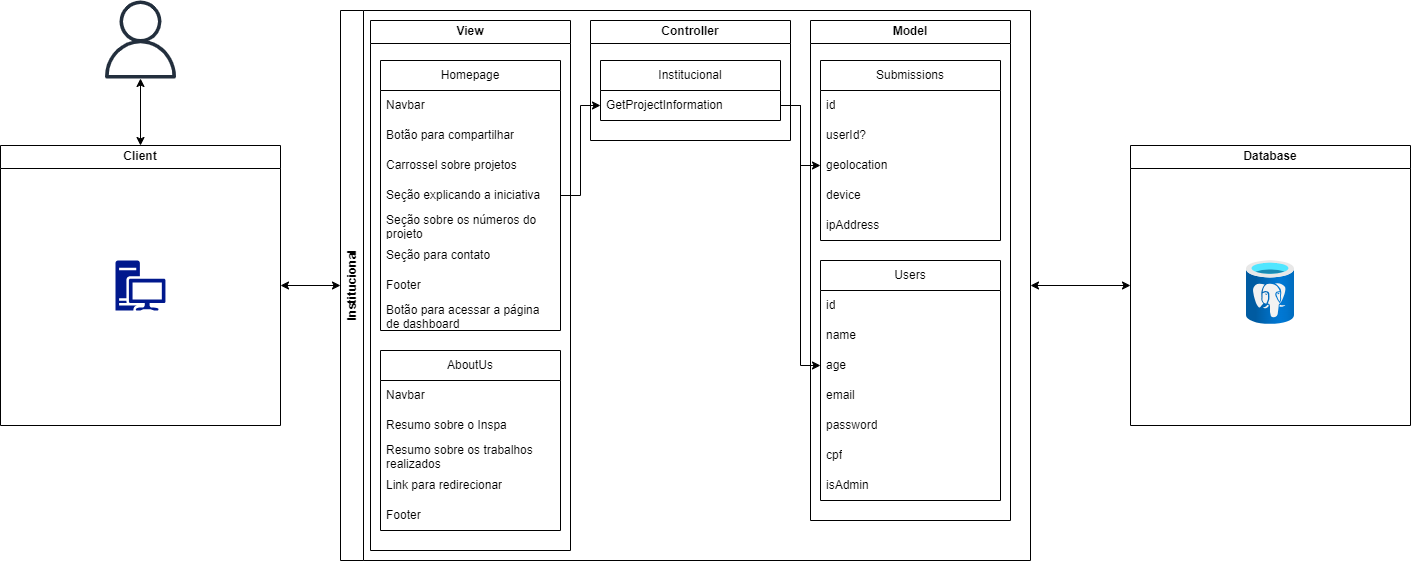 Client
Institucional
View
Homepage
Navbar
Botão para compartilhar
Carrossel sobre projetos
Seção explicando a iniciativa
Seção sobre os números do
projeto
Seção para contato
Footer
Botão para acessar a página
de dashboard
AboutUs
Navbar
Resumo sobre o Inspa
Resumo sobre os trabalhos
realizados
Link para redirecionar
Footer
Controller
Institucional
GetProjectInformation
Model
Submissions
id
userId?
geolocation
device
ipAddress
Users
id
name
age
email
password
cpf
isAdmin
Database